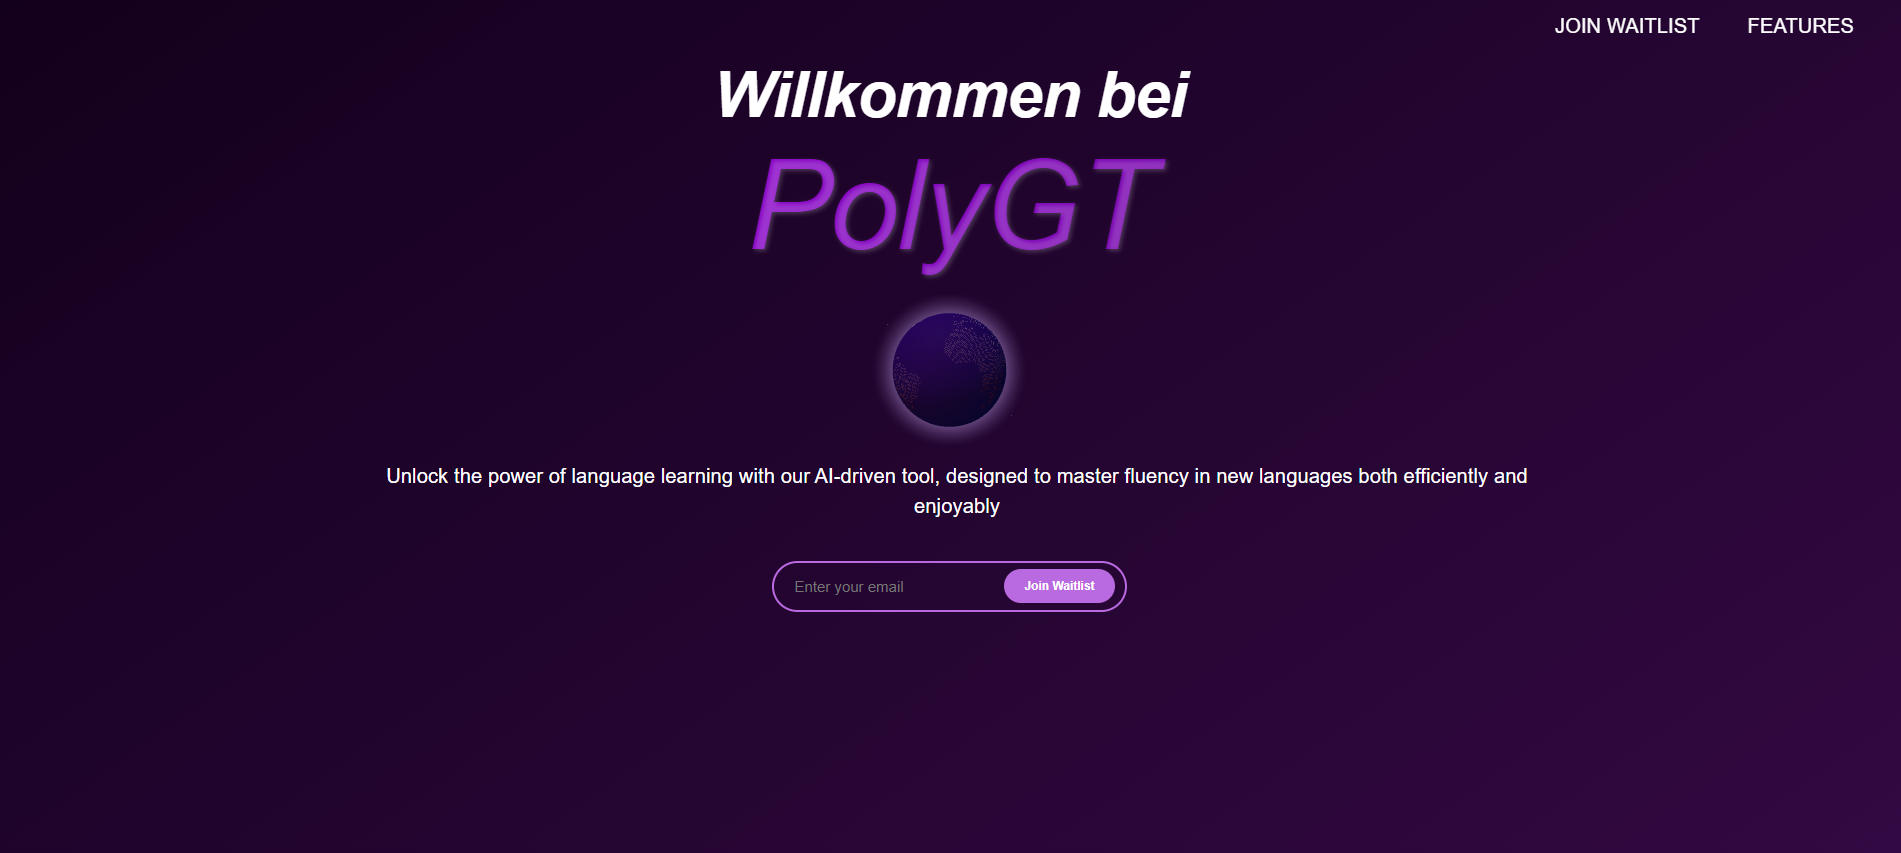 JOIN WAITLIST FEATURES
Willkommen bei
PolyGT
Unlock the power of language learning with our AI-driven tool, designed to master fluency in new languages both efficiently and
enjoyably
Enter your email Join Waitlist